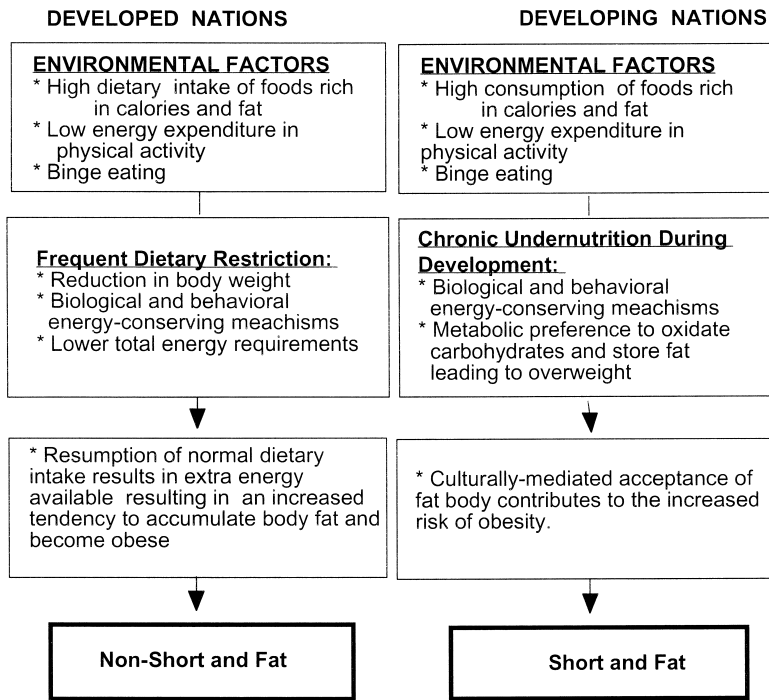 DEVELOPED NATIONS
ENVIRONMENTAL FACTORS
* High dietary intake of foods rich
in calories and fat
* Low energy expenditure in
physical activity
* Binge eating
Frequent Dietary Restriction:
* Reduction in body weight
* Biological and behavioral
energy-conserving meachisms
* Lower total energy requirements
* Resumption of normal dietary
intake results in extra energy
available resulting in an increased
tendency to accumulate body fat and
become obese
Non-Short and Fat
DEVELOPING NATIONS
ENVIRONMENTAL FACTORS
* High consumption of foods rich
in calories and fat
* Low energy expenditure in
physical activity
* Binge eating
Chronic Undernutrition During
Development:
* Biological and behavioral
energy-conserving meachisms
* Metabolic preference to oxidate
carbohydrates and store fat
leading to overweight
* Culturally-mediated acceptance of
fat body contributes to the increased
risk of obesity.
Short and Fat